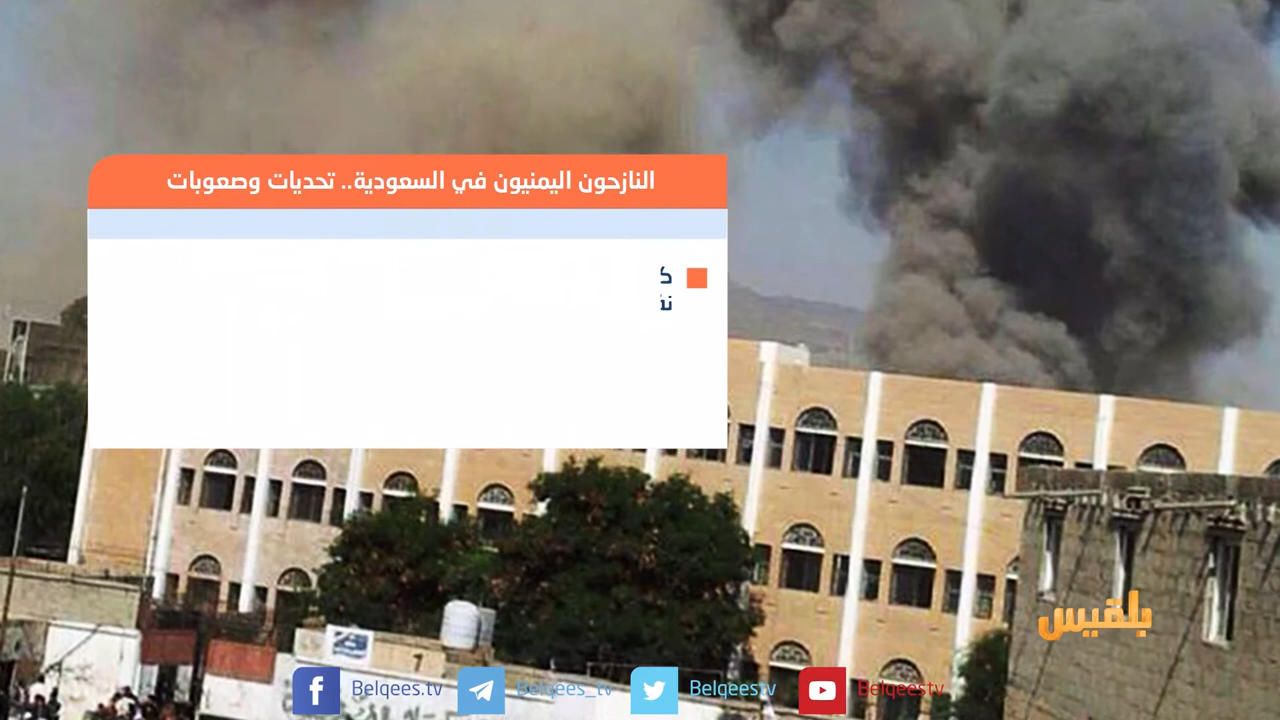 النازحون اليمنيون في السعودية.. تحديات وصعوبات
بلقيس
Belqees.tv
Belqees_tv
Belqeestv
Belqeestv